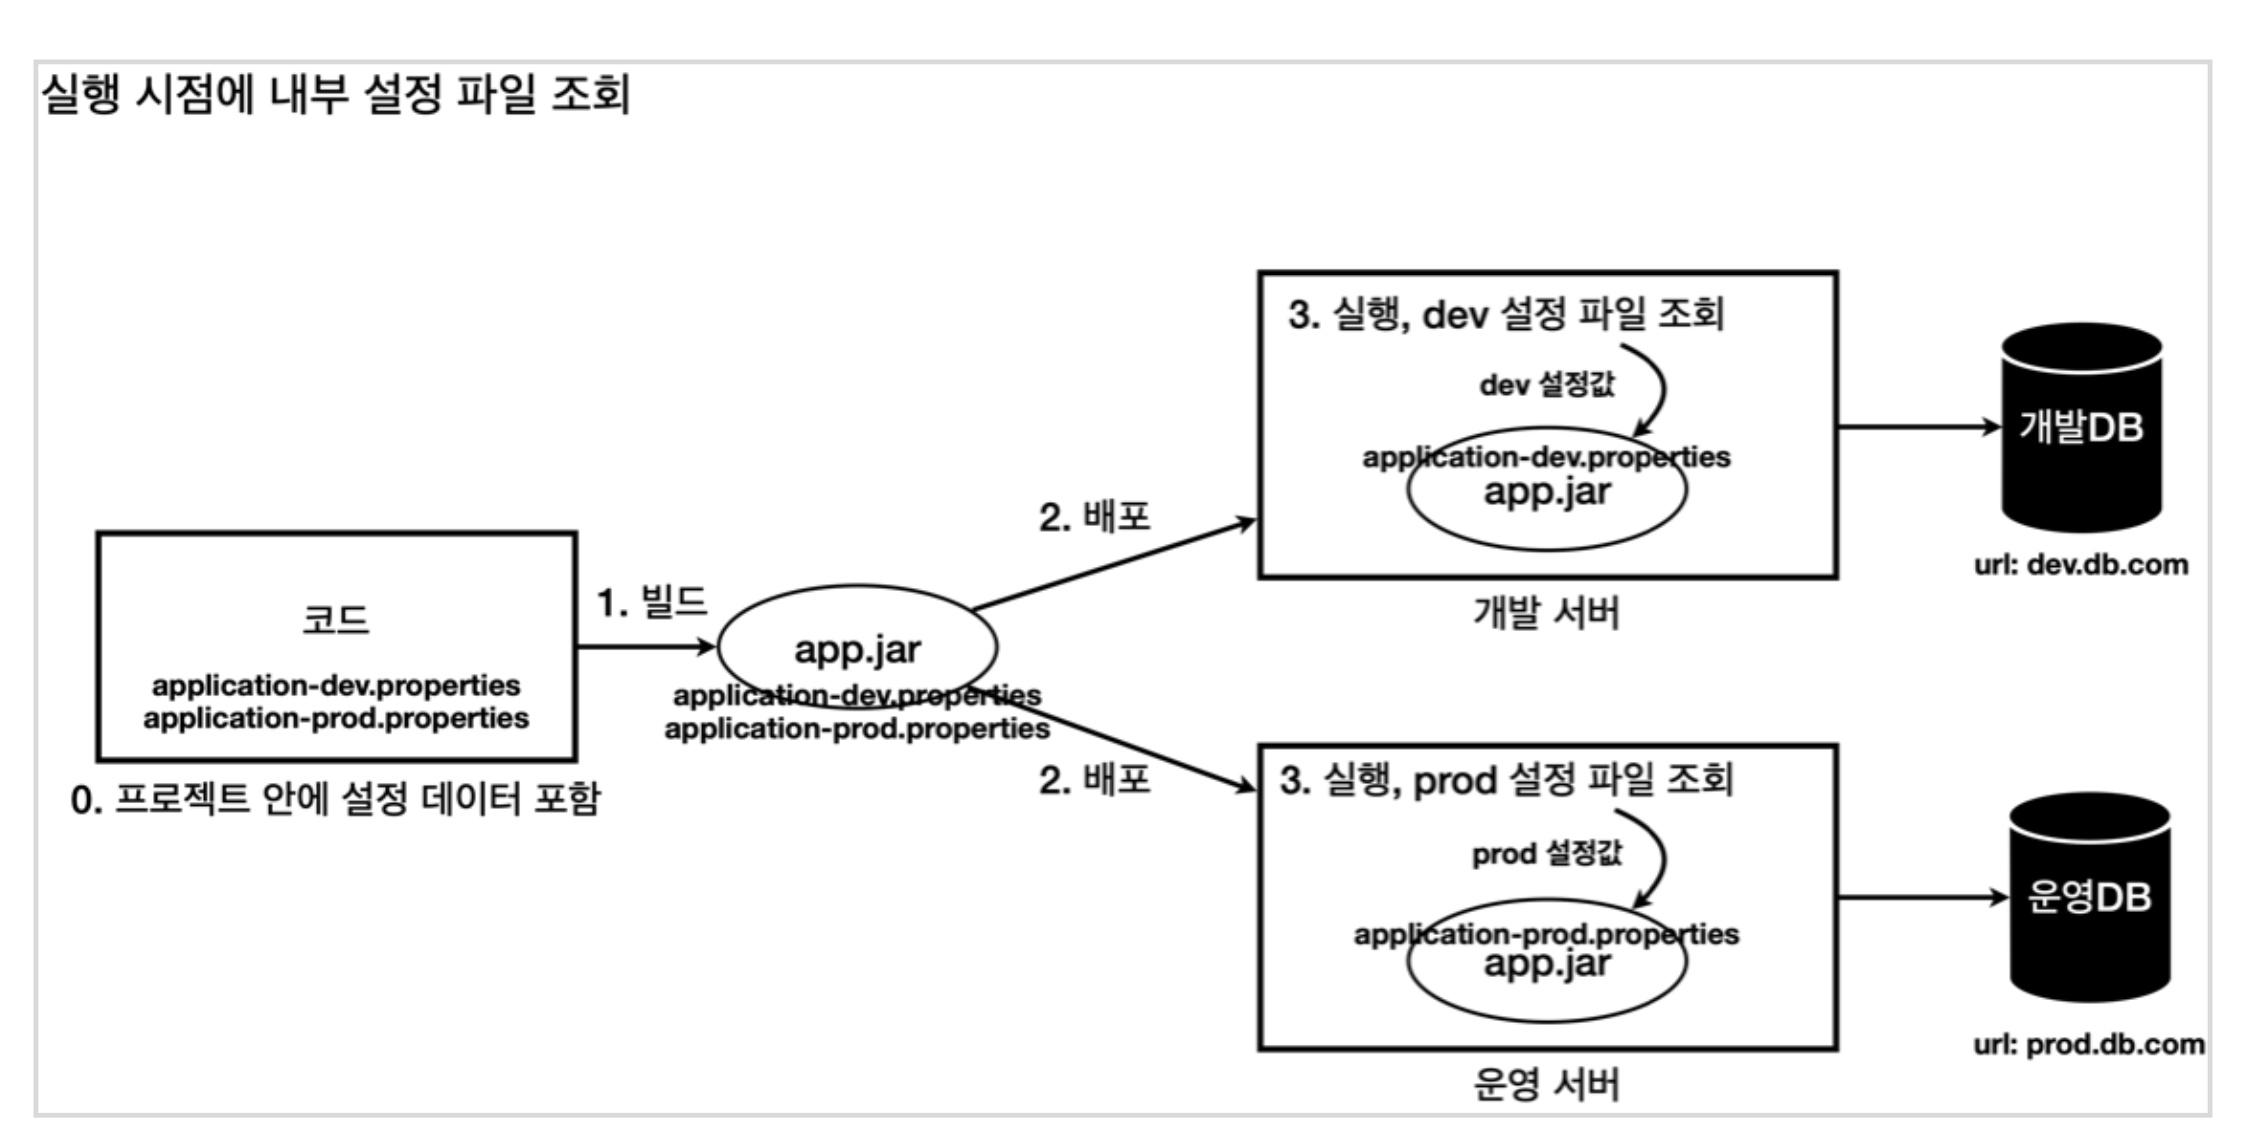 실행 시점에 내부 설정 파일 조회
코드
application-dev.properties
application-prod.properties
0. 프로젝트 안에 설정 데이터 포함
1. 빌드
app.jar
application-dev.properties
application-prod.properties
2. 배포
2. 배포
3. 실행, dev 설정 파일 조회
dev 설정값
application-dev.properties
app.jar
개발 서버
개발DB
url: dev.db.com
3. 실행, prod 설정 파일 조회
prod 설정값
application-prod.properties
app.jar
운영 서버
운영DB
url: prod.db.com